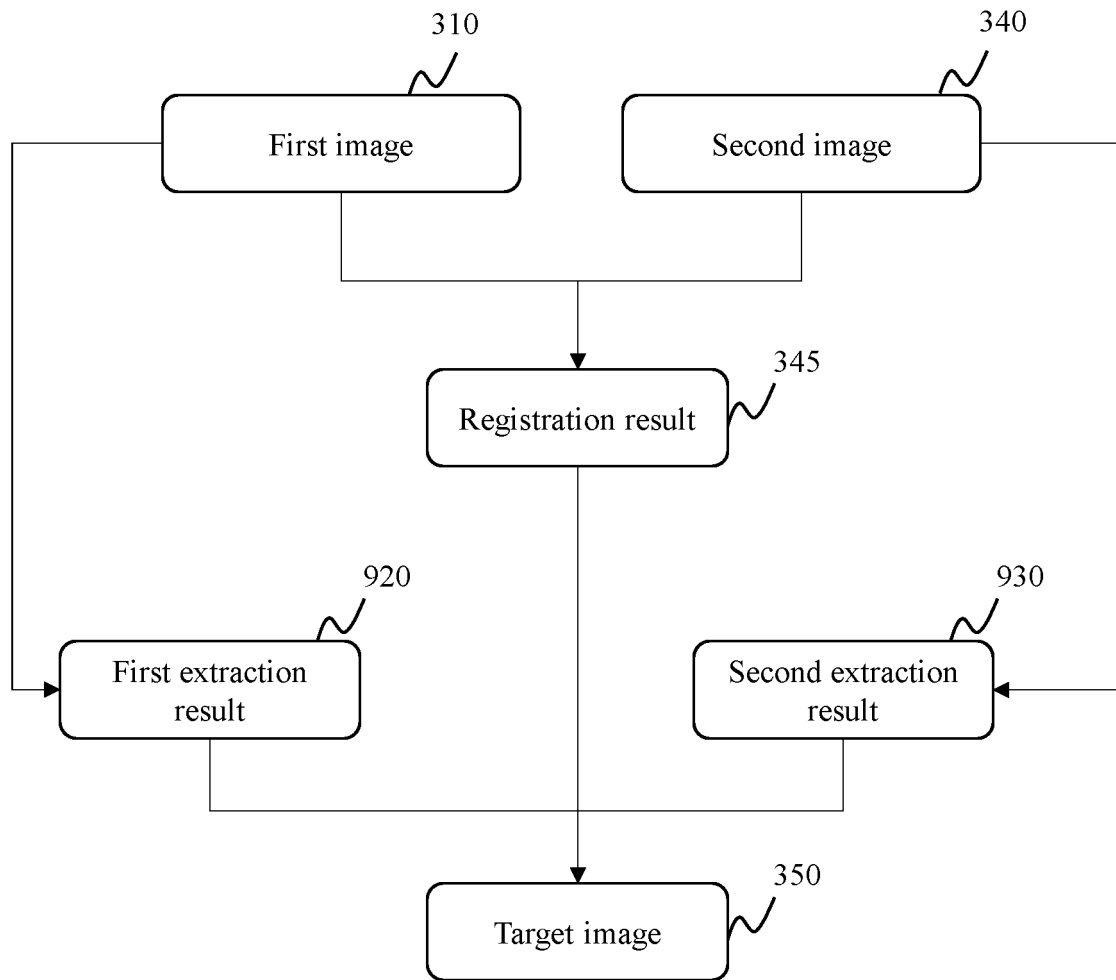 310
340
First image
Second image
345
Registration result
920
930
First extraction
result
Second extraction
result
350
Target image